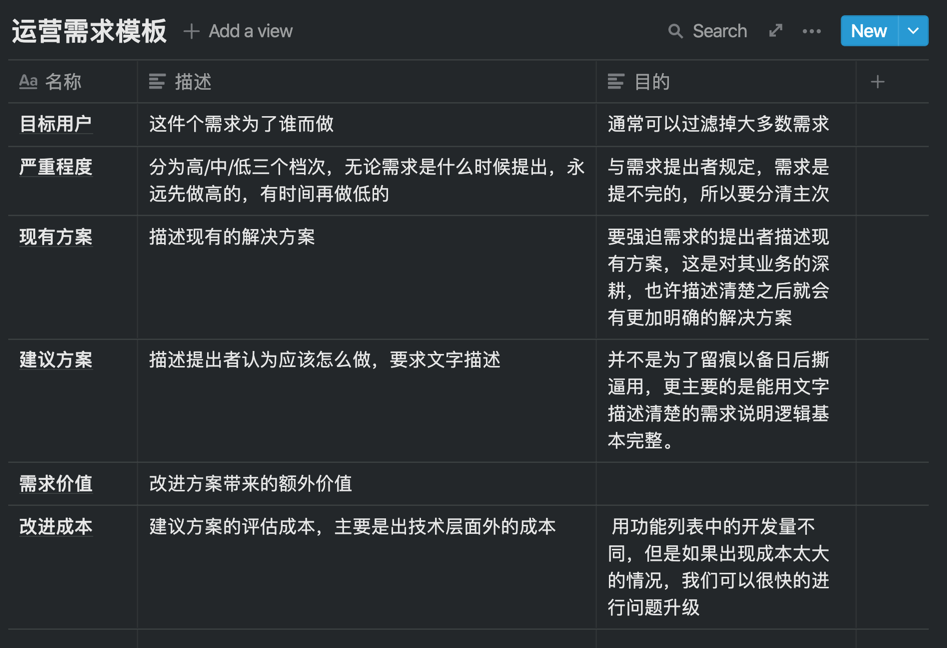 运营需求模板 + Add a view Search ... New
Aa 名称 描述 目的 +
目标用户 这件个需求为了谁而做 通常可以过滤掉大多数需求
严重程度 分为高/中/低三个档次，无论需求是什么时候提出，永 与需求提出者规定，需求是
远先做高的，有时间再做低的 提不完的，所以要分清主次
现有方案 描述现有的解决方案 要强迫需求的提出者描述现
有方案，这是对其业务的深
耕，也许描述清楚之后就会
有更加明确的解决方案
建议方案 描述提出者认为应该怎么做，要求文字描述 并不是为了留痕以备日后撕
逼用，更主要的是能用文字
描述清楚的需求说明逻辑基
本完整。
需求价值 改进方案带来的额外价值
改进成本 建议方案的评估成本，主要是出技术层面外的成本 用功能列表中的开发量不
同，但是如果出现成本太大
的情况，我们可以很快的进
行问题升级